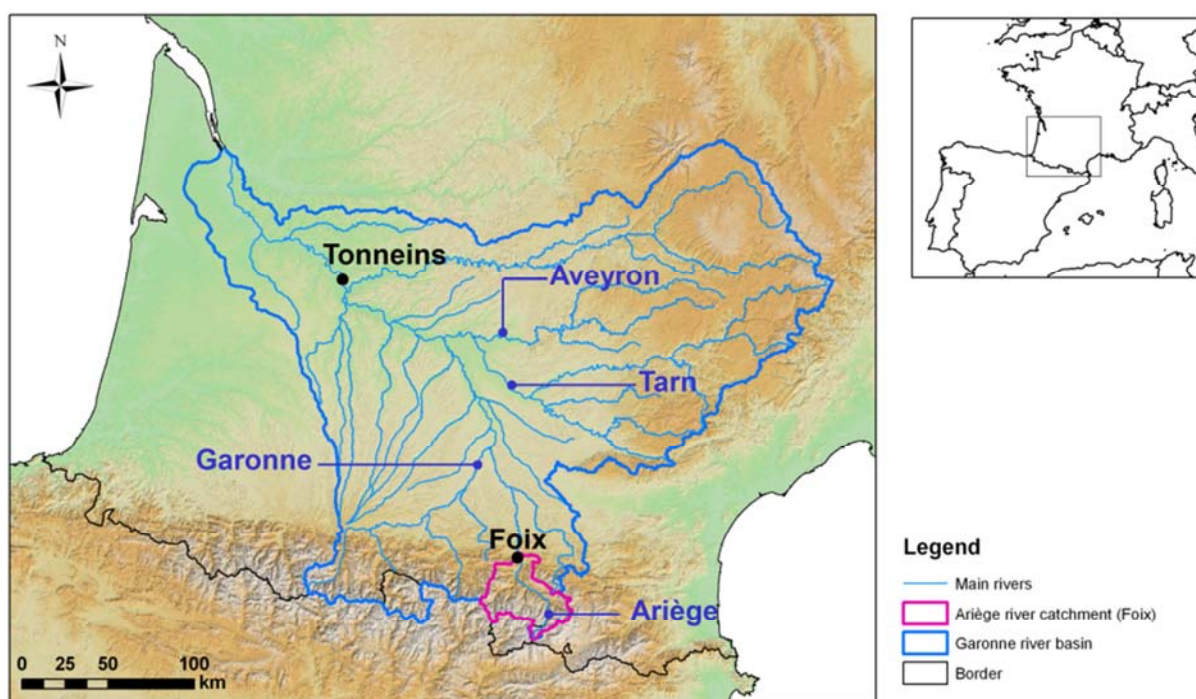 N
Tonneins
Aveyron
Tarn
Garonne
Foix
Ariège
0 25 50 100
km
Legend
Main rivers
Ariège river catchment (Foix)
Garonne river basin
Border